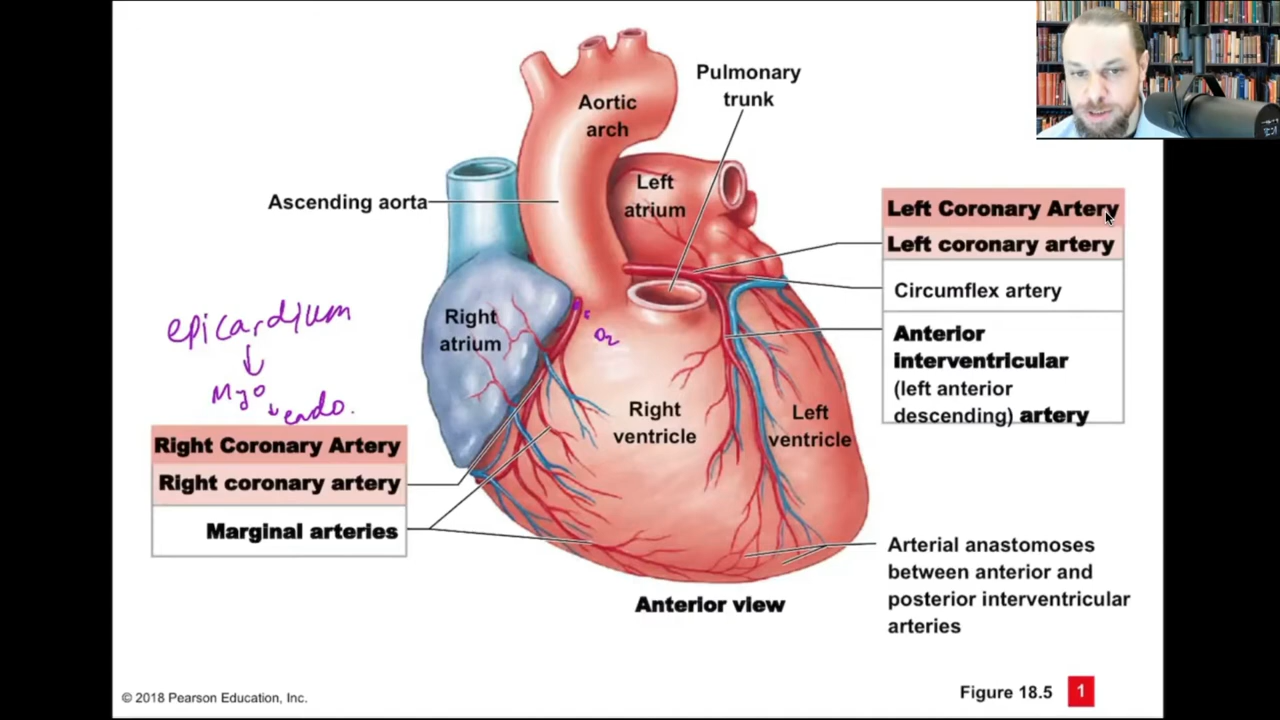 Pulmonary
trunk
Aortic
arch
Left
atrium
Ascending aorta
Left Coronary Artery
Left coronary artery
Circumflex artery
Anterior
interventricular
(left anterior
descending) artery
epicardium
Myo
endo.
Right
atrium
O2
Right
ventricle
Left
ventricle
Right Coronary Artery
Right coronary artery
Marginal arteries
Arterial anastomoses
between anterior and
posterior interventricular
arteries
Anterior view
© 2018 Pearson Education, Inc.
Figure 18.5 1